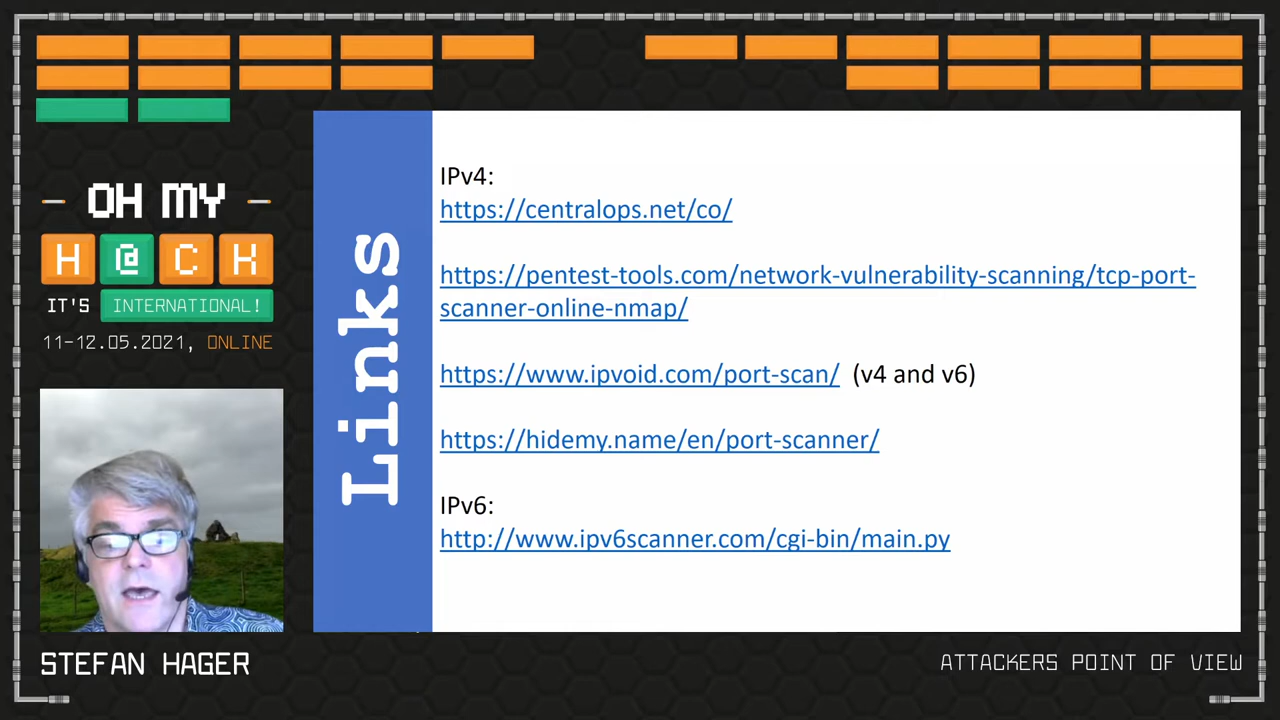 OH MY
H@CK
IT'S INTERNATIONAL!
11-12.05.2021, ONLINE
Links
IPv4:
https://centralops.net/co/
https://pentest-tools.com/network-vulnerability-scanning/tcp-port-
scanner-online-nmap/
https://www.ipvoid.com/port-scan/ (v4 and v6)
https://hidemy.name/en/port-scanner/
IPv6:
http://www.ipv6scanner.com/cgi-bin/main.py
STEFAN HAGER
ATTACKERS POINT OF VIEW